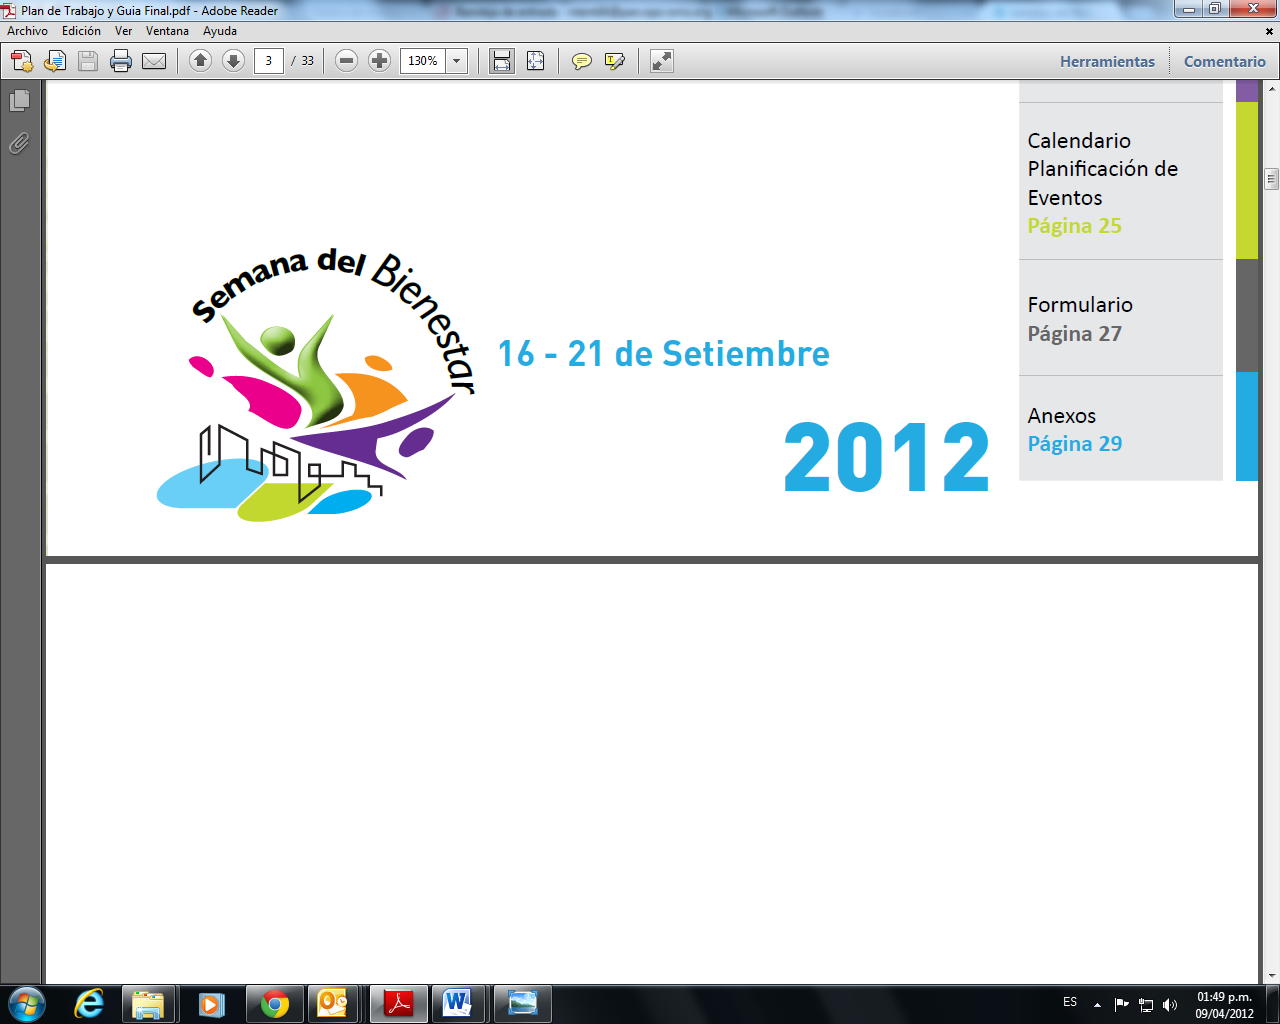 Plan de Trabajo y Guia Final.pdf - Adobe Reader
Archivo Edición Ver Ventana Ayuda
3 / 33 130% Herramientas Comentario
Calendario
Planificación de
Eventos
Página 25
Semana del Bienestar
16 - 21 de Setiembre
Formulario
Página 27
2012
Anexos
Página 29
ES
01:49 p.m.
09/04/2012